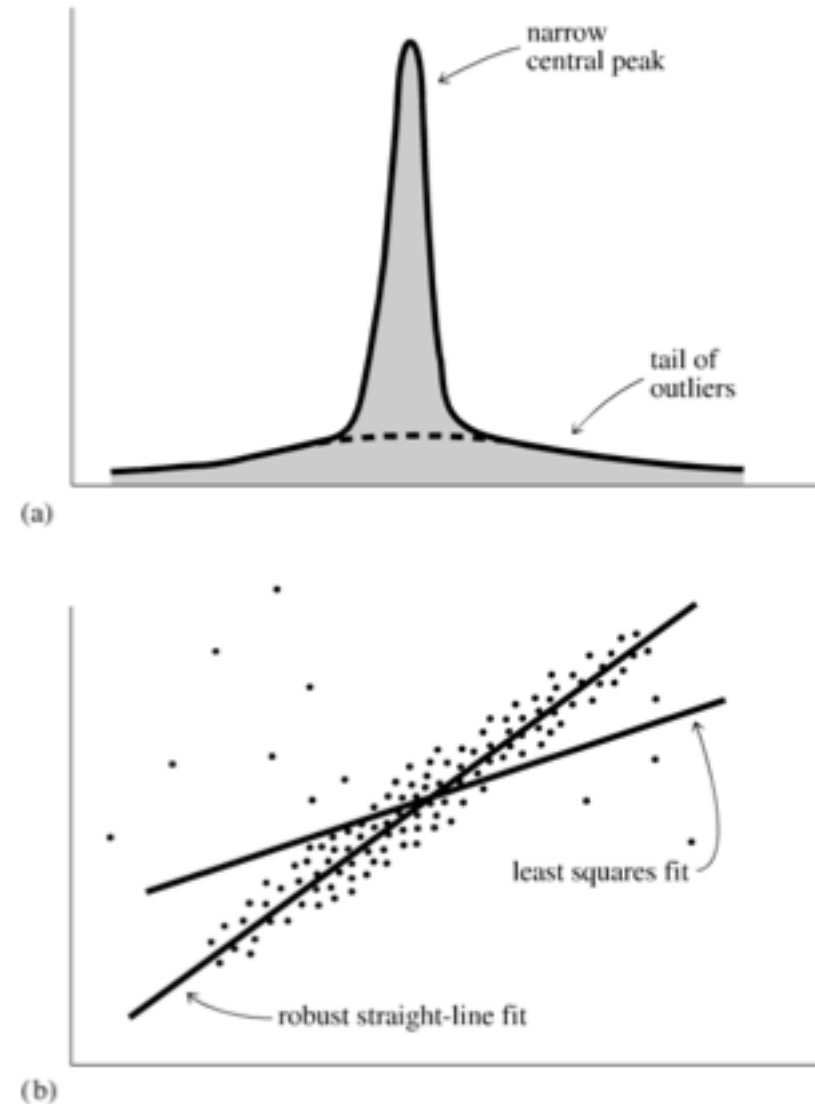 narrow
central peak
tail of
outliers
(a)
least squares fit
robust straight-line fit
(b)